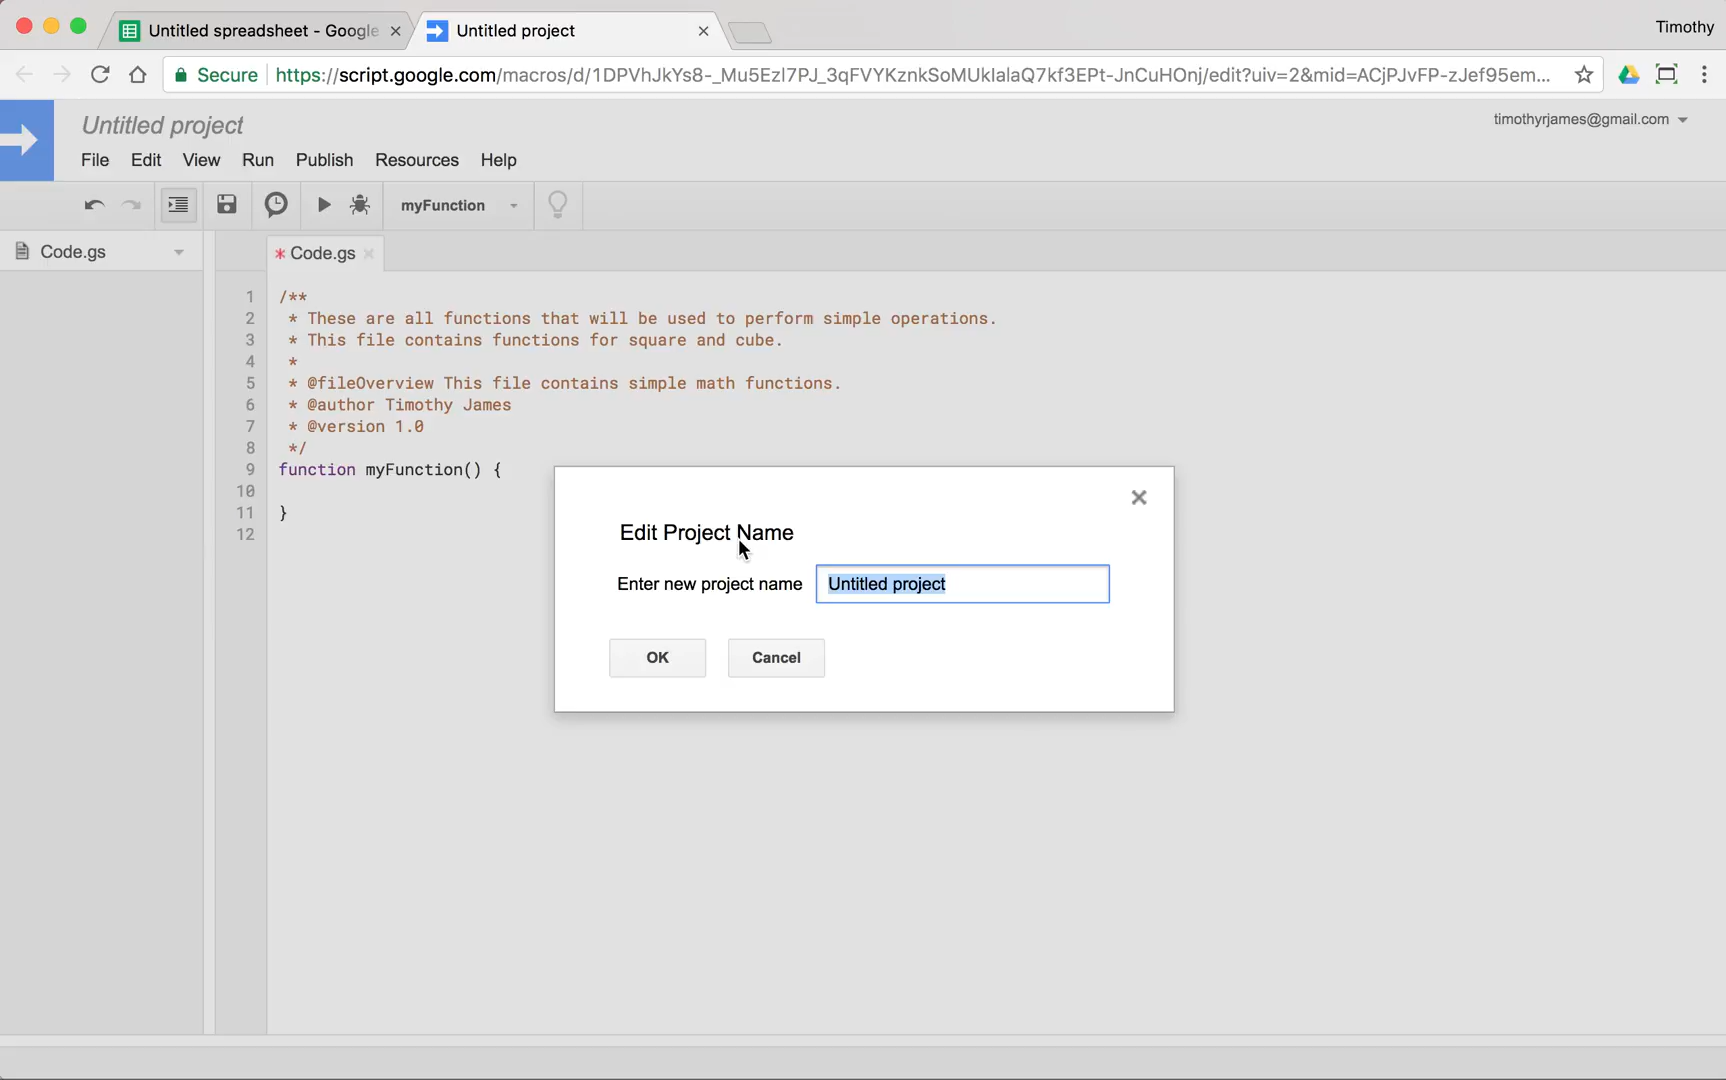 Untitled spreadsheet - Google
Untitled project
Timothy
Secure https://script.google.com/macros/d/1DPVhJkYs8-_Mu5Ezl7PJ_3qFVYKznkSoMUklalaQ7kf3EPt-JnCuHOnj/edit?uiv=2&mid=ACjPJvFP-zJef95em...
Untitled project
timothyrjames@gmail.com
File Edit View Run Publish Resources Help
myFunction
Code.gs
* Code.gs
1 /**
2 * These are all functions that will be used to perform simple operations.
3 * This file contains functions for square and cube.
4 *
5 * @fileOverview This file contains simple math functions.
6 * @author Timothy James
7 * @version 1.0
8 */
9 function myFunction() {
10
11 }
12
Edit Project Name
Enter new project name Untitled project
OK Cancel